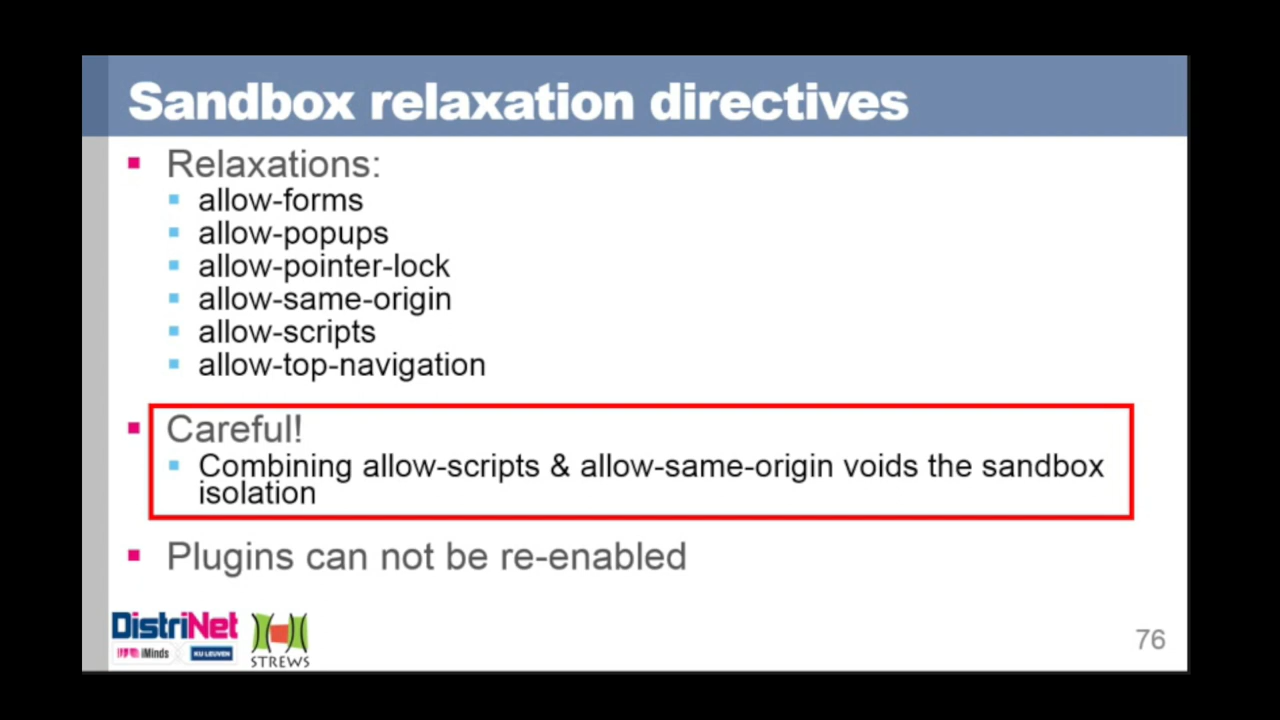 Sandbox relaxation directives
Relaxations:
allow-forms
allow-popups
allow-pointer-lock
allow-same-origin
allow-scripts
allow-top-navigation
Careful!
Combining allow-scripts & allow-same-origin voids the sandbox
isolation
Plugins can not be re-enabled
DistriNet
iMinds
KU LEUVEN
STREWS
76